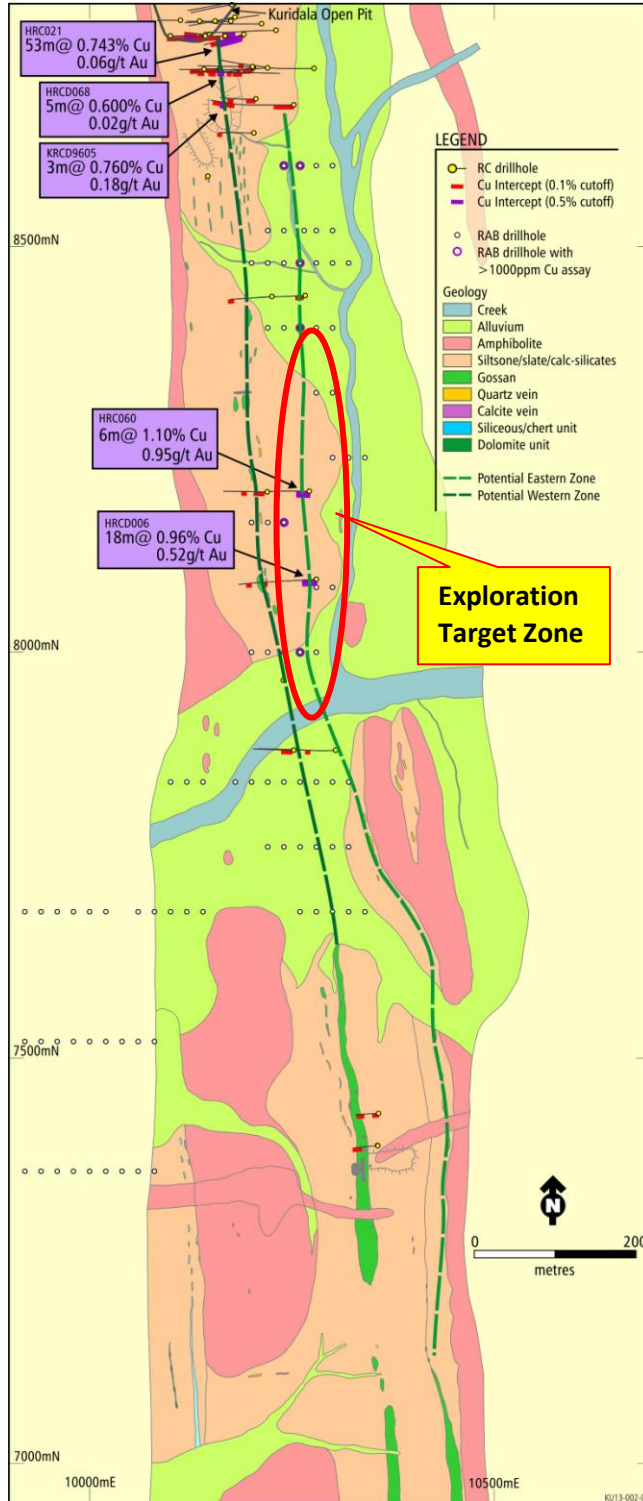 Kuridala Open Pit
HRC021
53m@ 0.743% Cu
0.06g/t Au
HRCD068
5m@ 0.600% Cu
0.02g/t Au
KRCD9605
3m@ 0.760% Cu
0.18g/t Au
LEGEND
RC drillhole
Cu Intercept (0.1% cutoff)
Cu Intercept (0.5% cutoff)
RAB drillhole
RAB drillhole with
>1000ppm Cu assay
Geology
Creek
Alluvium
Amphibolite
Siltsone/slate/calc-silicates
Gossan
Quartz vein
Calcite vein
Siliceous/chert unit
Dolomite unit
Potential Eastern Zone
Potential Western Zone
8500mN
HRC060
6m@ 1.10% Cu
0.95g/t Au
HRCD006
18m@ 0.96% Cu
0.52g/t Au
Exploration
Target Zone
8000mN
7500mN
N
0 200
metres
7000mN
10000mE 10500mE